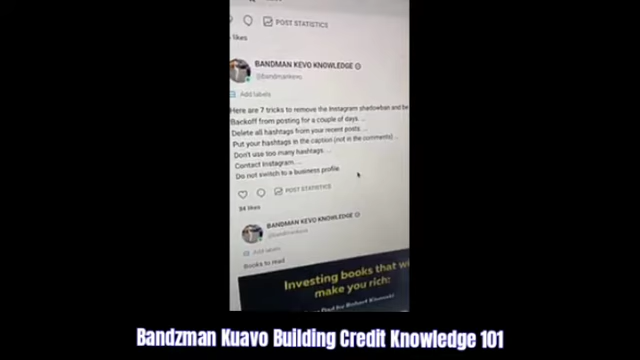 POST STATISTICS
likes
BANDMAN KEVO KNOWLEDGE
@bandmankevo
Add labels
Here are 7 tricks to remove the Instagram shadowban and be
Backoff from posting for a couple of days. ...
Delete all hashtags from your recent posts. ...
Put your hashtags in the caption (not in the comments) ...
Don't use too many hashtags. ...
Contact Instagram. ...
Do not switch to a business profile
POST STATISTICS
94 likes
BANDMAN KEVO KNOWLEDGE
@bandmankevo
Add labels
Books to read
Investing books that wi
make you rich:
Dad by Robert
Bandzman Kuavo Building Credit Knowledge 101